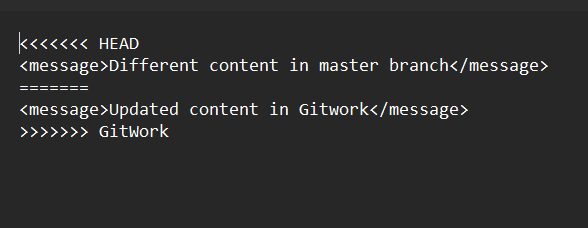 <<<<<<< HEAD
<message>Different content in master branch</message>
=======
<message>Updated content in Gitwork</message>
>>>>>>> GitWork